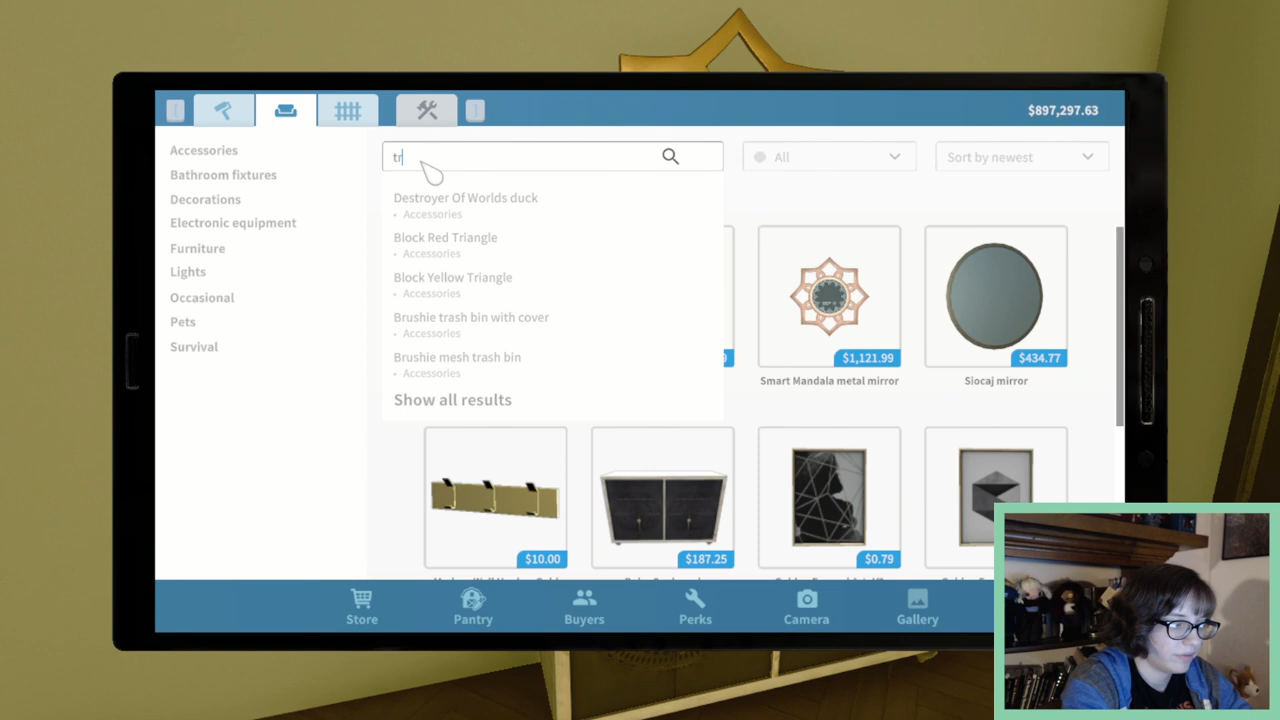 $897,297.63
Accessories
Bathroom fixtures
Decorations
Electronic equipment
Furniture
Lights
Occasional
Pets
Survival
tr
All
Sort by newest
Destroyer Of Worlds duck
• Accessories
Block Red Triangle
• Accessories
Block Yellow Triangle
• Accessories
Brushie trash bin with cover
• Accessories
Brushie mesh trash bin
• Accessories
Show all results
9
$1,121.99
$434.77
Smart Mandala metal mirror
Siocaj mirror
$10.00
$187.25
$0.79
Store
Pantry
Buyers
Perks
Camera
Gallery